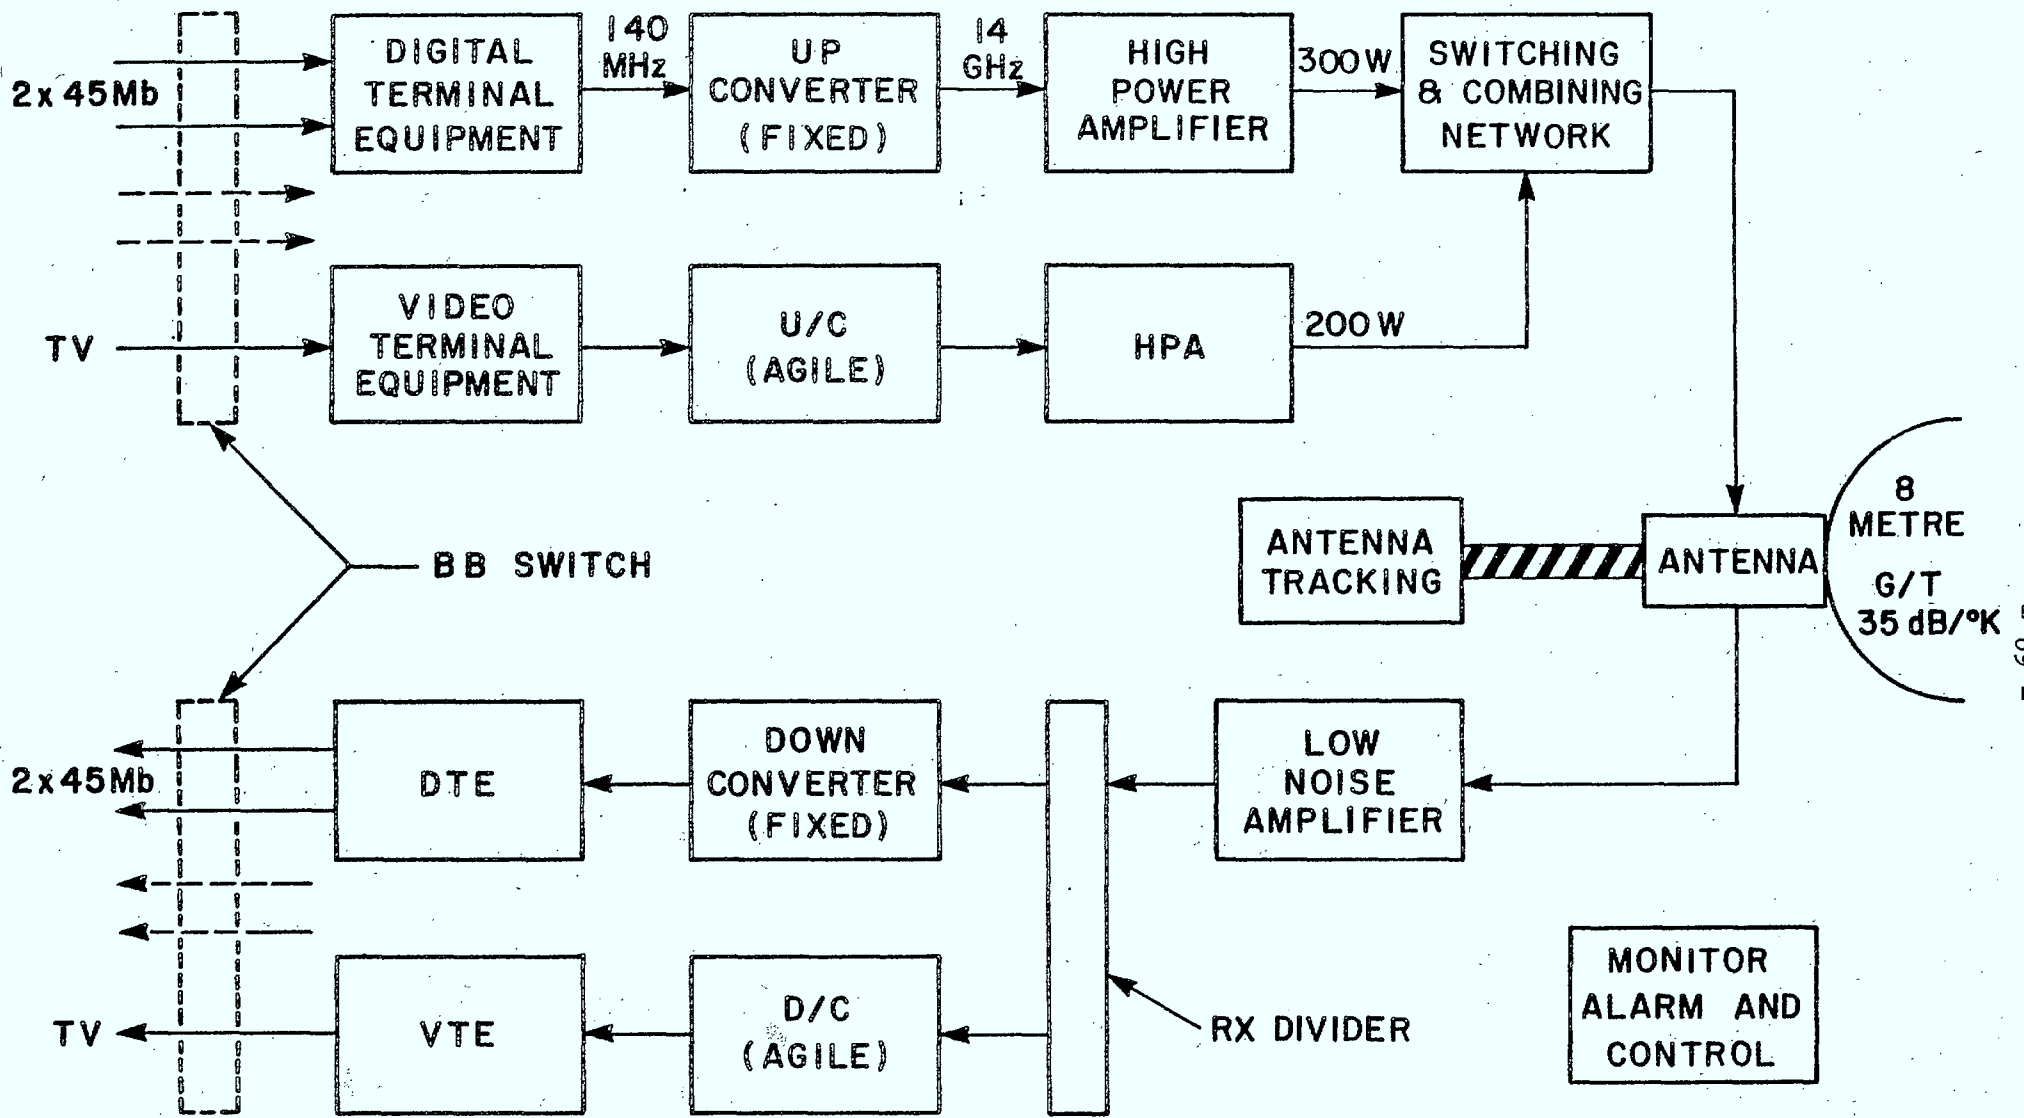 2x45Mb
DIGITAL
TERMINAL
EQUIPMENT
140
MHz
UP
CONVERTER
(FIXED)
14
GHz
HIGH
POWER
AMPLIFIER
300W
SWITCHING
& COMBINING
NETWORK
TV
VIDEO
TERMINAL
EQUIPMENT
U/C
(AGILE)
HPA
200W
BB SWITCH
ANTENNA
TRACKING
ANTENNA
8
METRE
G/T
35 dB/°K
2x45Mb
DTE
DOWN
CONVERTER
(FIXED)
LOW
NOISE
AMPLIFIER
TV
VTE
D/C
(AGILE)
RX DIVIDER
MONITOR
ALARM AND
CONTROL